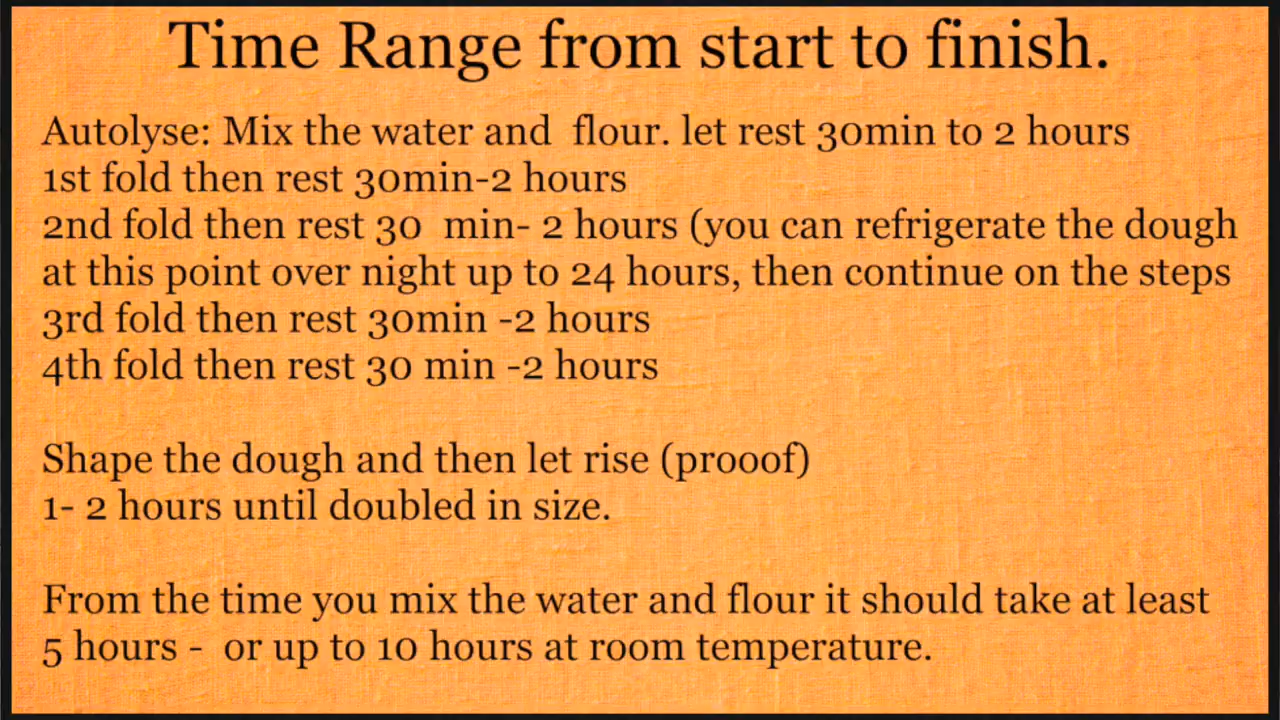 Time Range from start to finish.
Autolyse: Mix the water and flour. let rest 30min to 2 hours
1st fold then rest 30min-2 hours
2nd fold then rest 30 min- 2 hours (you can refrigerate the dough
at this point over night up to 24 hours, then continue on the steps
3rd fold then rest 30min -2 hours
4th fold then rest 30 min -2 hours
Shape the dough and then let rise (prooof)
1- 2 hours until doubled in size.
From the time you mix the water and flour it should take at least
5 hours - or up to 10 hours at room temperature.